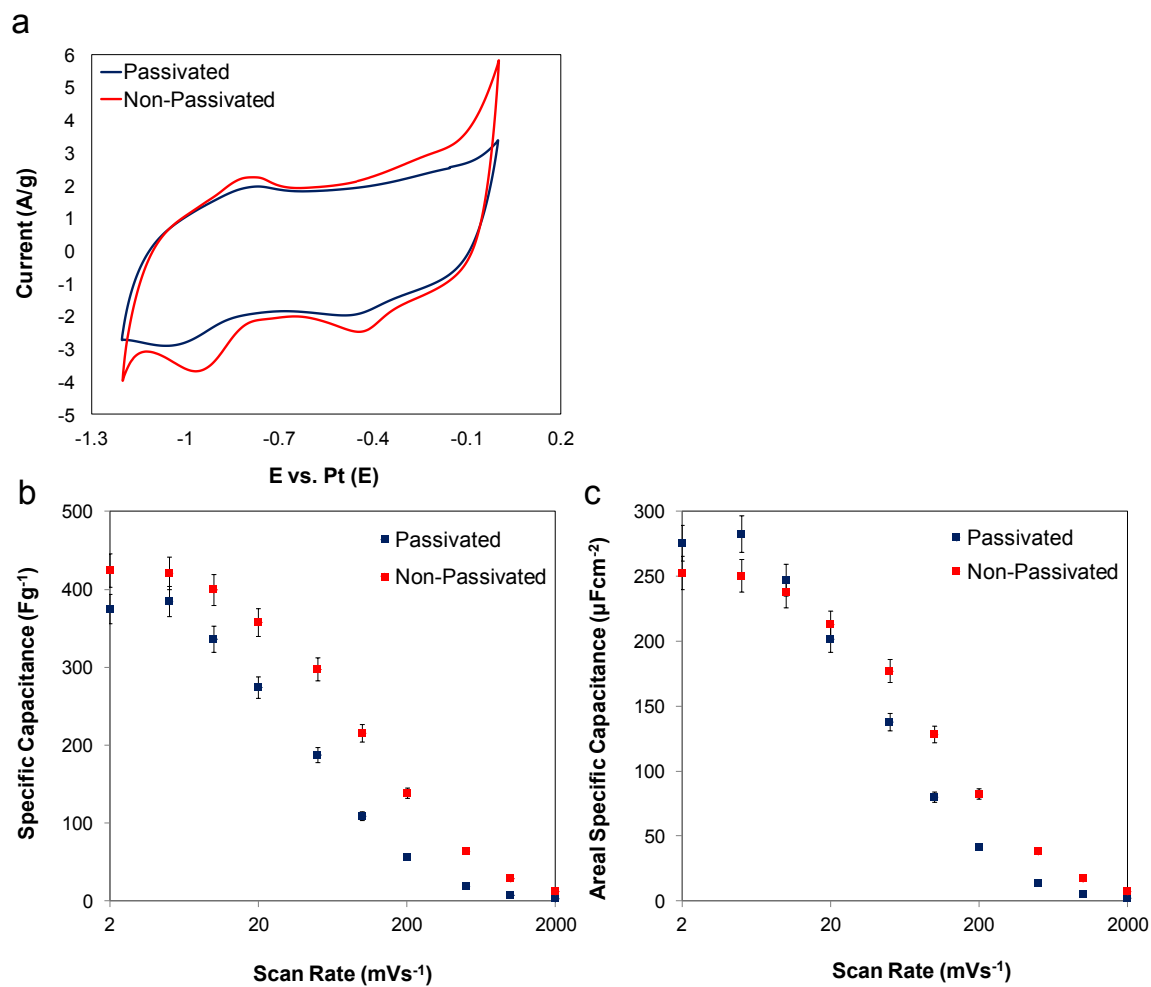 a
6
5
4
3
2
1
0
-1
-2
-3
-4
-5
Current (A/g)
Passivated
Non-Passivated
-1.3 -1 -0.7 -0.4 -0.1 0.2
E vs. Pt (E)
b
500
400
300
200
100
0
Specific Capacitance (Fg⁻¹)
Passivated
Non-Passivated
2 20 200 2000
Scan Rate (mVs⁻¹)
c
300
250
200
150
100
50
0
Areal Specific Capacitance (µFcm⁻²)
Passivated
Non-Passivated
2 20 200 2000
Scan Rate (mVs⁻¹)